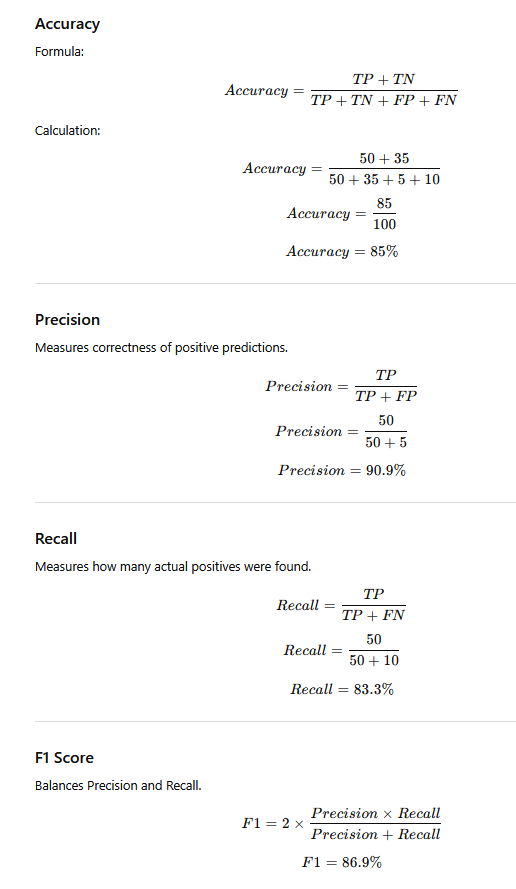 Accuracy
Formula:
Accuracy = \frac{TP + TN}{TP + TN + FP + FN}
Calculation:
Accuracy = \frac{50 + 35}{50 + 35 + 5 + 10}
Accuracy = \frac{85}{100}
Accuracy = 85%
Precision
Measures correctness of positive predictions.
Precision = \frac{TP}{TP + FP}
Precision = \frac{50}{50 + 5}
Precision = 90.9%
Recall
Measures how many actual positives were found.
Recall = \frac{TP}{TP + FN}
Recall = \frac{50}{50 + 10}
Recall = 83.3%
F1 Score
Balances Precision and Recall.
F1 = 2 × \frac{Precision × Recall}{Precision + Recall}
F1 = 86.9%